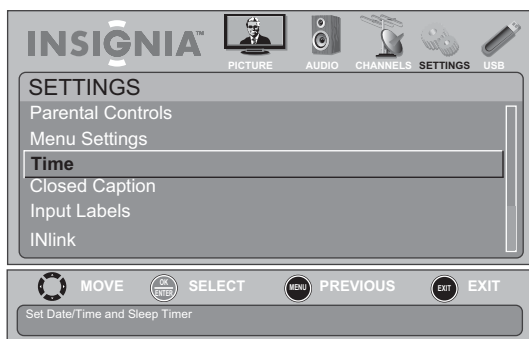 INSIGNIA™
PICTURE AUDIO CHANNELS SETTINGS USB
SETTINGS
Parental Controls
Menu Settings
Time
Closed Caption
Input Labels
INlink
MOVE OK ENTER SELECT MENU PREVIOUS EXIT EXIT
Set Date/Time and Sleep Timer